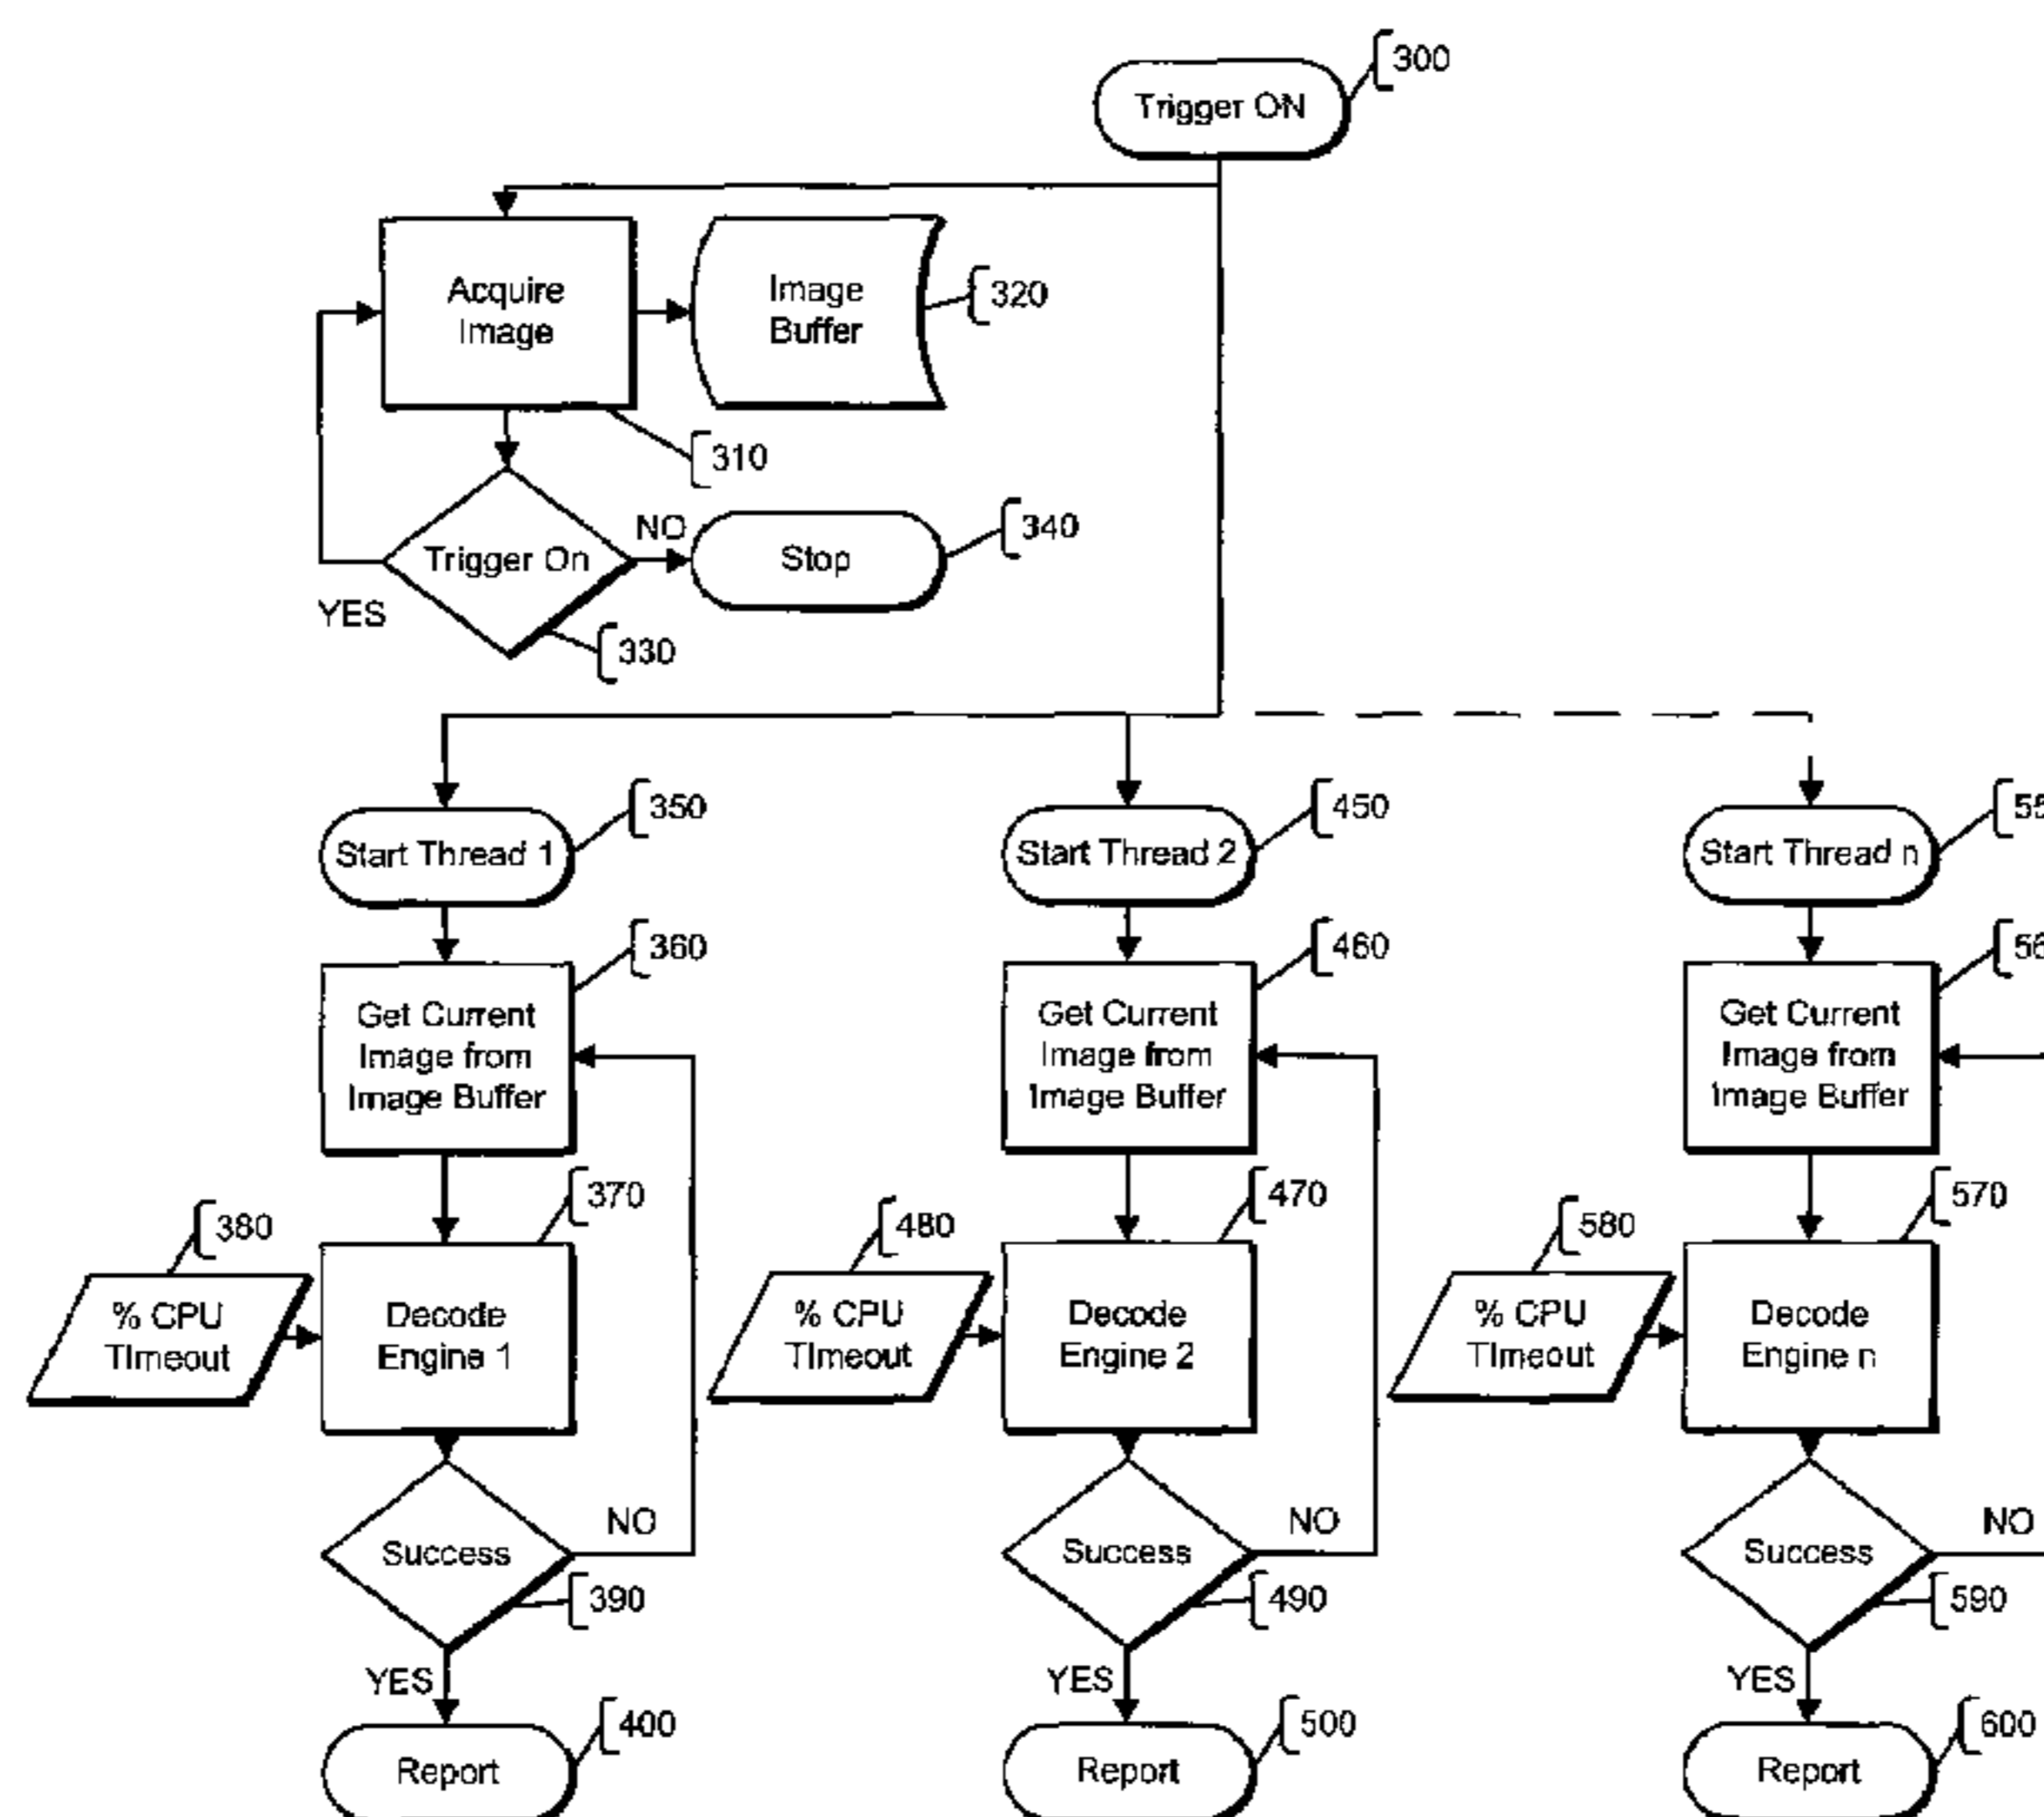 300
Trigger ON
Acquire
Image
Image
Buffer
320
310
NO
340
Trigger On
Stop
YES
330
350
450
55
Start Thread 1
Start Thread 2
Start Thread n
360
460
56
Get Current
Image from
Image Buffer
Get Current
Image from
Image Buffer
Get Current
Image from
Image Buffer
370
470
570
380
480
580
% CPU
TImeout
Decode
Engine 1
% CPU
TImeout
Decode
Engine 2
% CPU
TImeout
Decode
Engine n
NO
NO
NO
Success
Success
Success
390
490
590
YES
YES
YES
400
500
600
Report
Report
Report